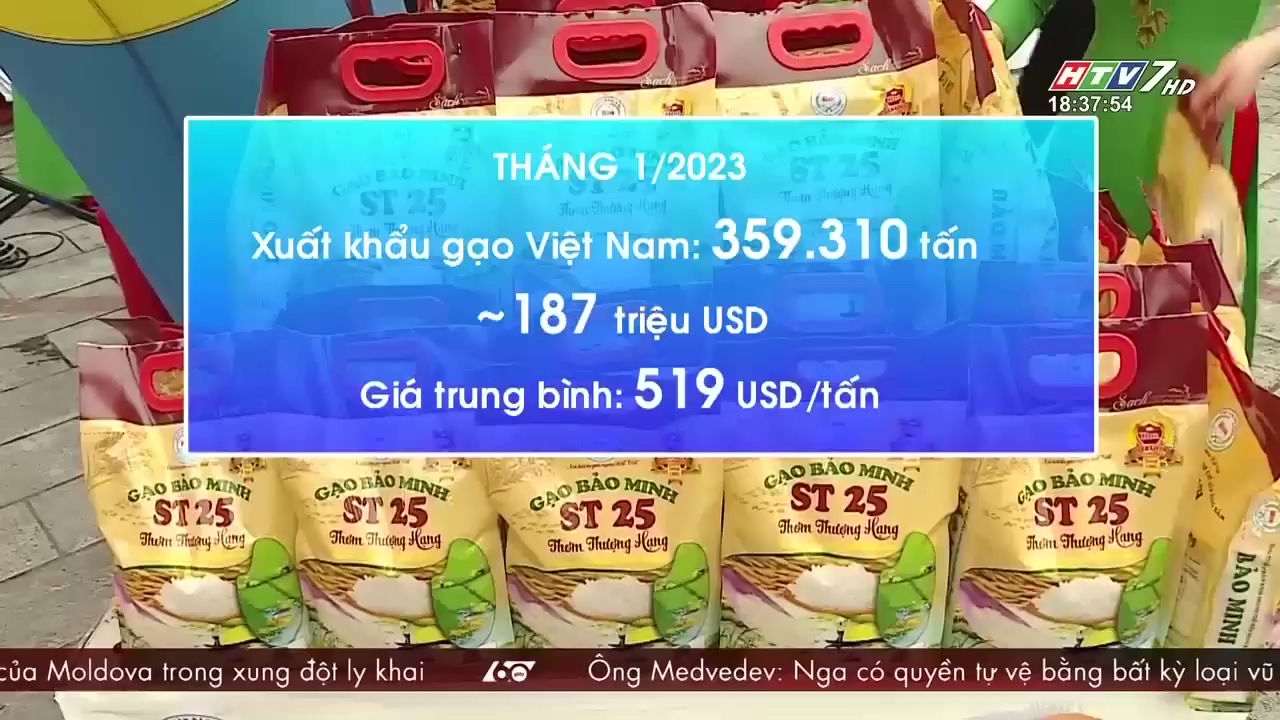 HTV7 HD
18:37:54
THÁNG 1/2023
Xuất khẩu gạo Việt Nam: 359.310 tấn
~187 triệu USD
Giá trung bình: 519 USD/tấn
GẠO BẢO MINH
ST 25
Thơm Thượng Hạng
GẠO BẢO MINH
ST 25
Thơm Thượng Hạng
GẠO BẢO MINH
ST 25
Thơm Thượng Hạng
GẠO BẢO MINH
ST 25
Thơm Thượng Hạng
GẠO BẢO MINH
ST 25
Thơm Thượng Hạng
BẢO MINH
của Moldova trong xung đột ly khai
60 giây
Ông Medvedev: Nga có quyền tự vệ bằng bất kỳ loại vũ